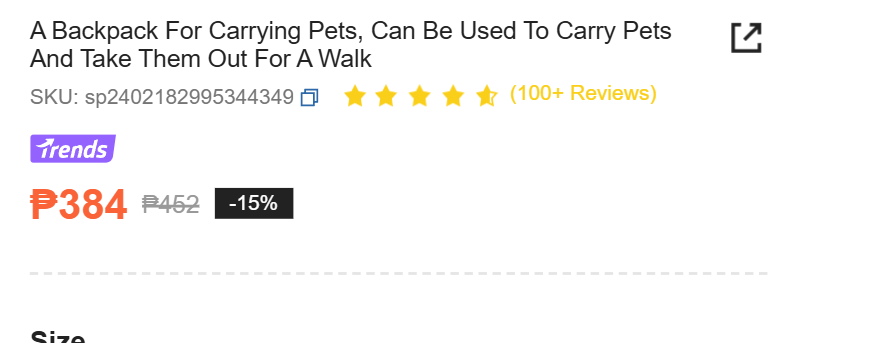 A Backpack For Carrying Pets, Can Be Used To Carry Pets
And Take Them Out For A Walk
SKU: sp2402182995344349 (100+ Reviews)
Trends
₱384 ₱452 -15%
Size